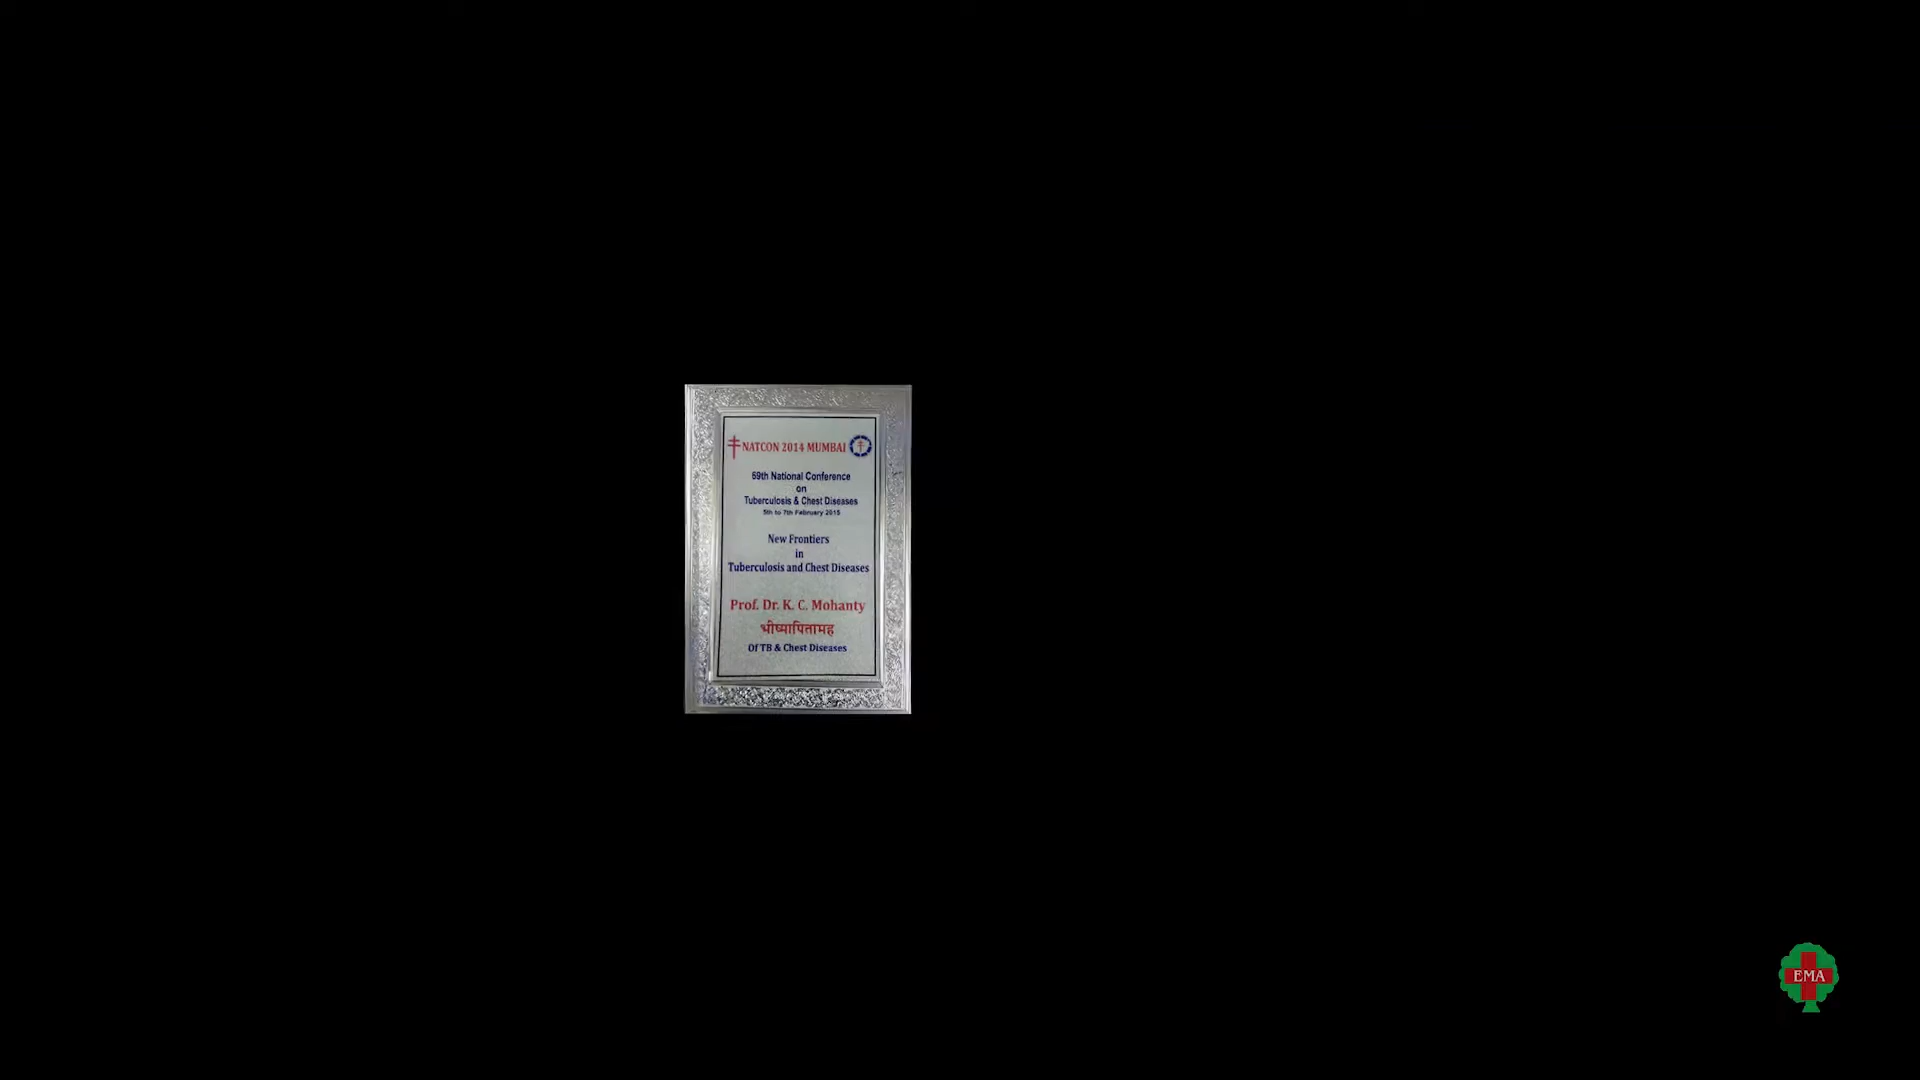 NATCON 2014 MUMBAI
69th National Conference
on
Tuberculosis & Chest Diseases
5th to 7th February 2015
New Frontiers
in
Tuberculosis and Chest Diseases
Prof. Dr. K. C. Mohanty
भीष्मापितामह
Of TB & Chest Diseases
EMA